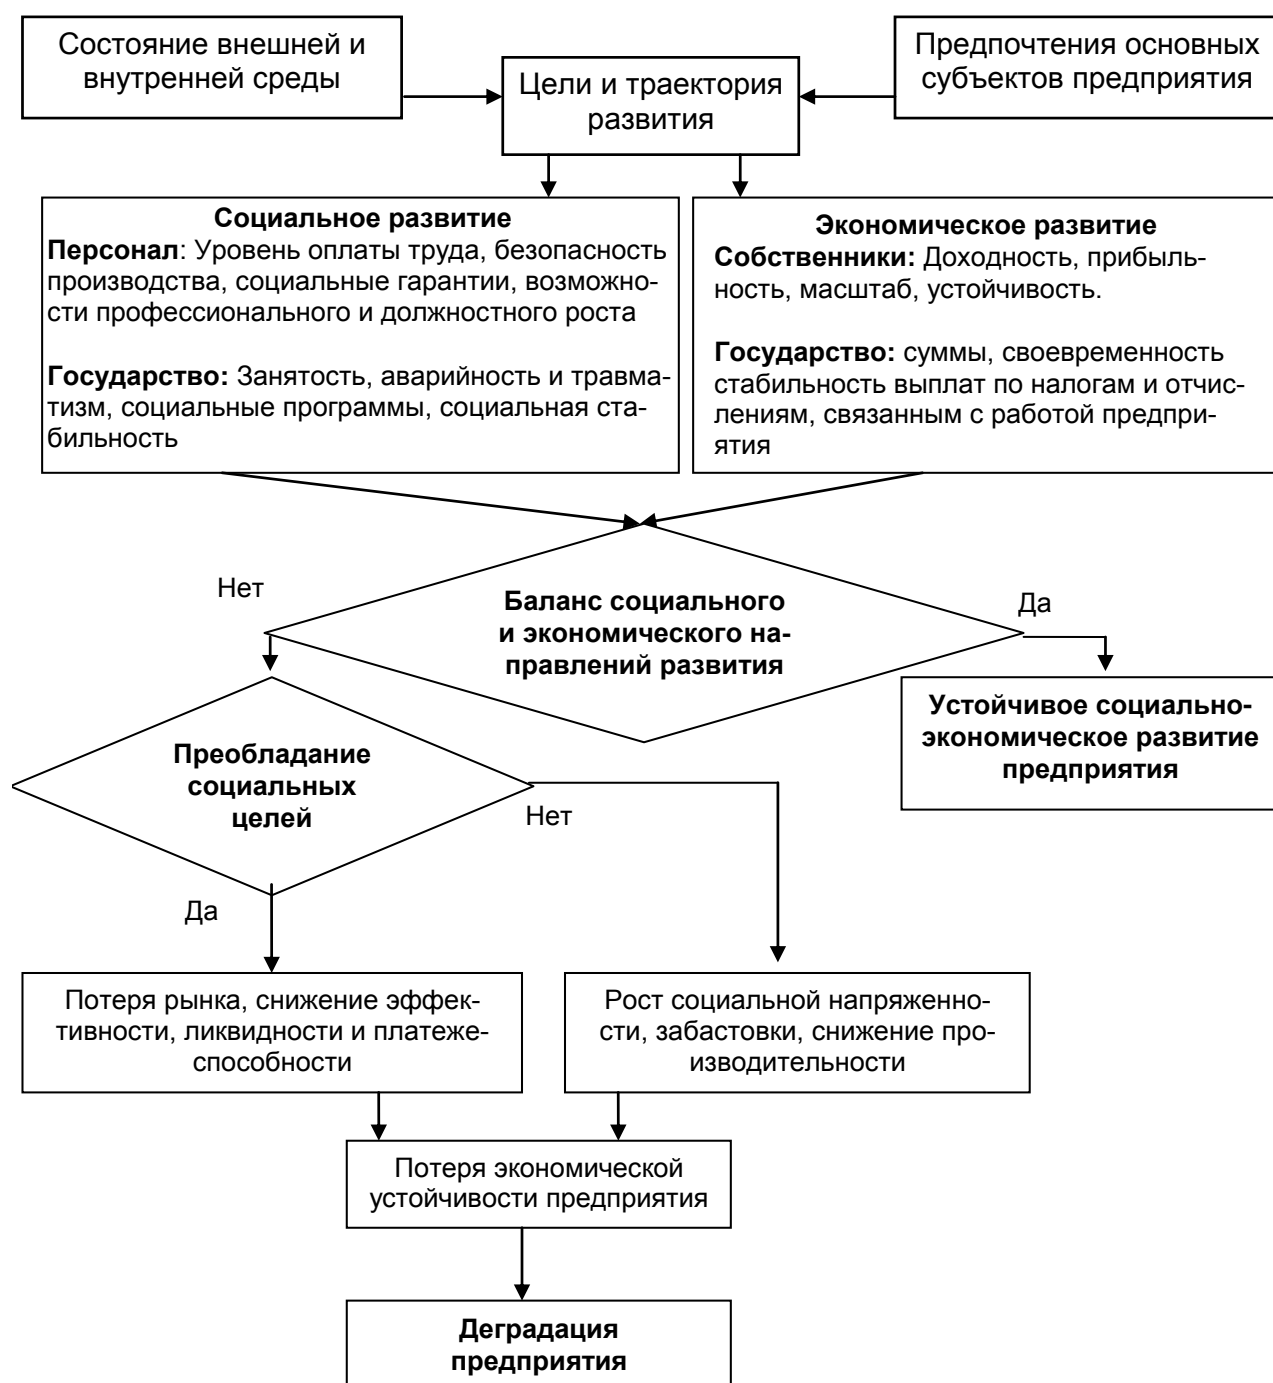 Состояние внешней и
внутренней среды
Предпочтения основных
субъектов предприятия
Цели и траектория
развития
Социальное развитие
Персонал: Уровень оплаты труда, безопасность
производства, социальные гарантии, возможно-
сти профессионального и должностного роста
Государство: Занятость, аварийность и травма-
тизм, социальные программы, социальная ста-
бильность
Экономическое развитие
Собственники: Доходность, прибыль-
ность, масштаб, устойчивость.
Государство: суммы, своевременность
стабильность выплат по налогам и отчис-
лениям, связанным с работой предпри-
ятия
Нет
Баланс социального
и экономического на-
правлений развития
Да
Устойчивое социально-
экономическое развитие
предприятия
Преобладание
социальных
целей
Нет
Да
Потеря рынка, снижение эффек-
тивности, ликвидности и платеже-
способности
Рост социальной напряженно-
сти, забастовки, снижение про-
изводительности
Потеря экономической
устойчивости предприятия
Деградация
предприятия